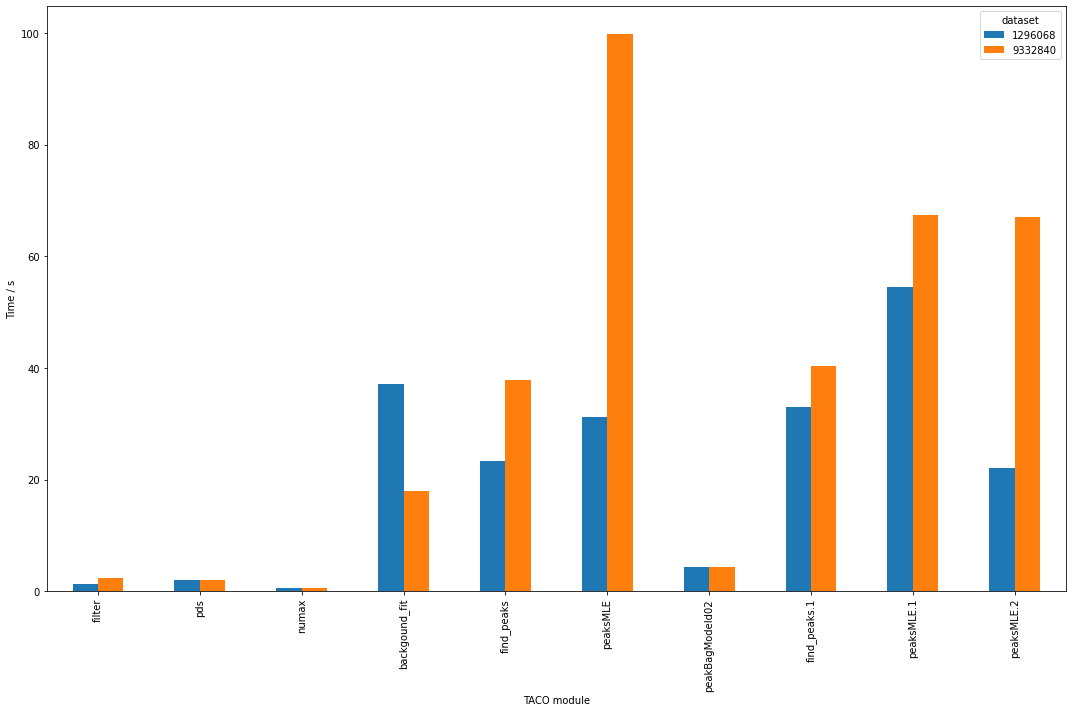 dataset
1296068
9332840
100
80
60
40
20
0
Time / s
filter
pds
numax
backgound_fit
find_peaks
peaksMLE
peakBagModeld02
find_peaks.1
peaksMLE.1
peaksMLE.2
TACO module